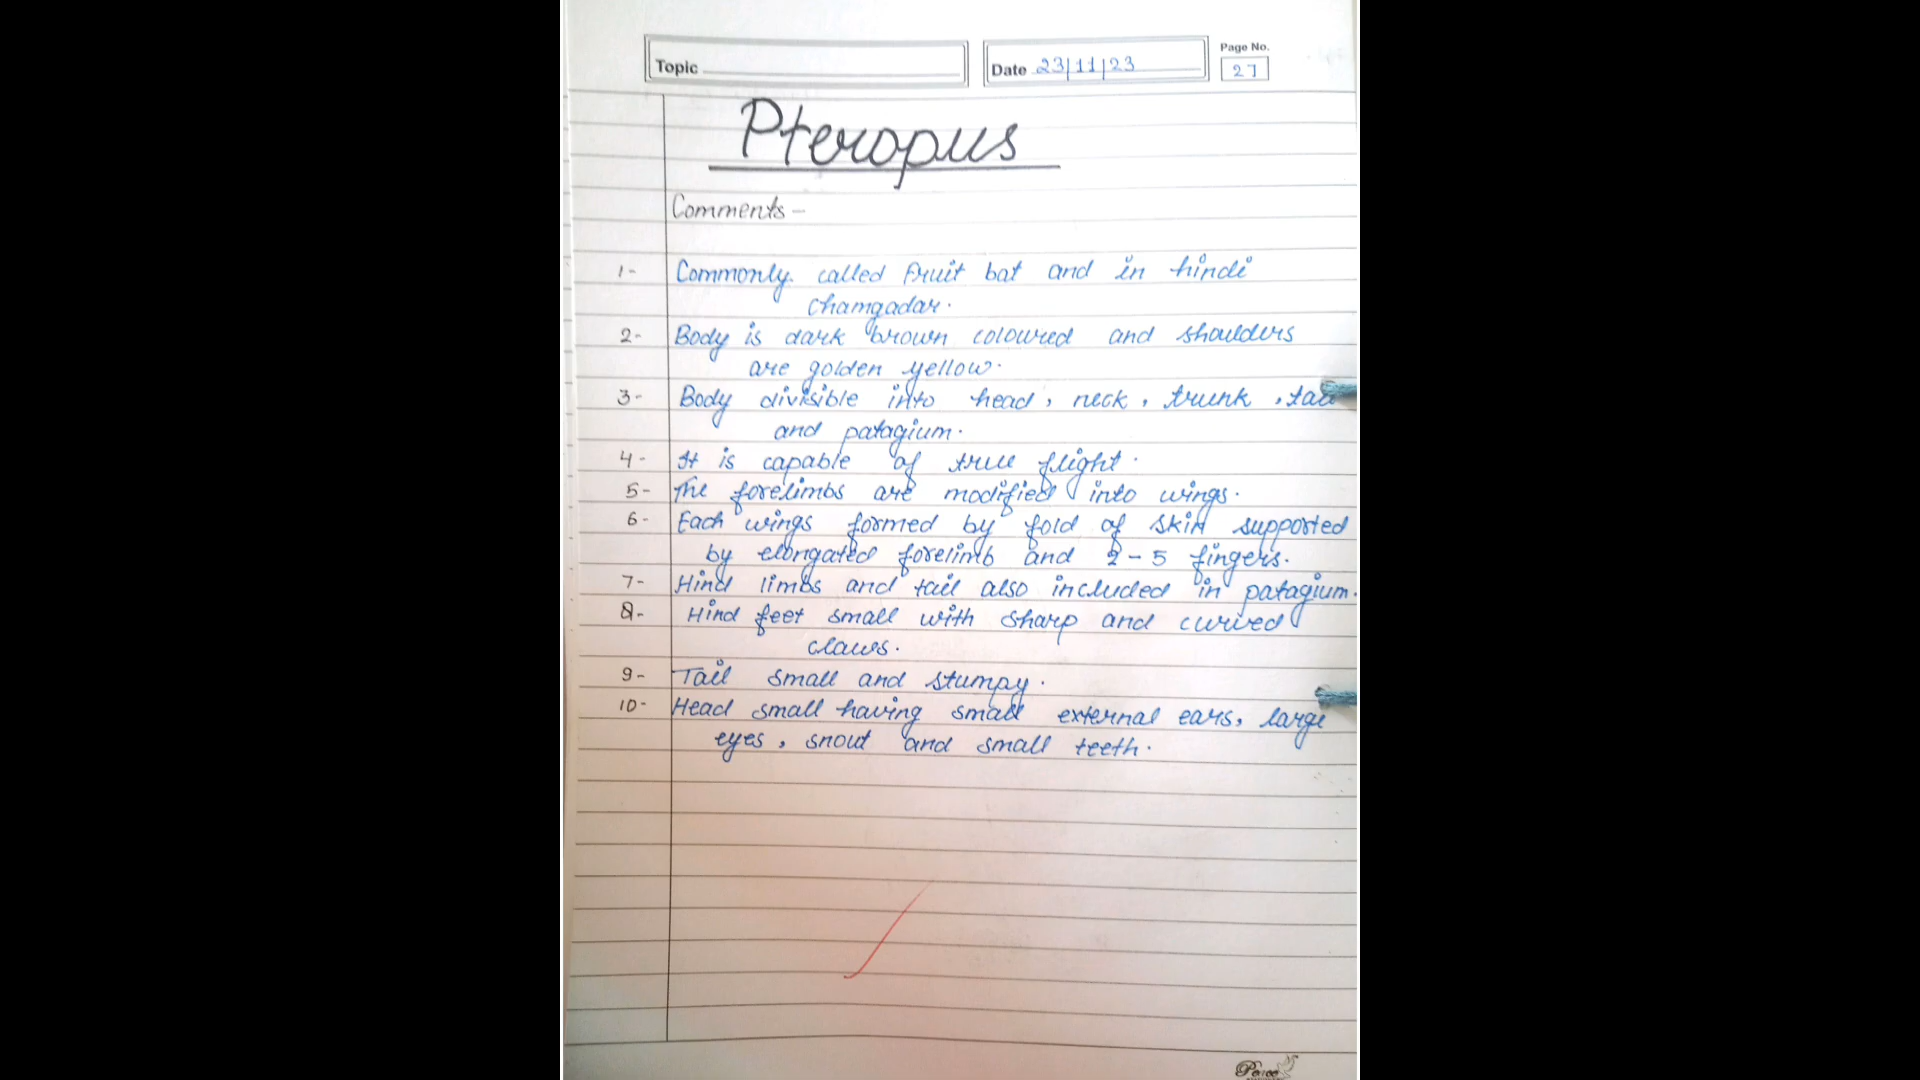 Topic
Date 23/11/23
Page No.
27
Pteropus
Comments -
1- Commonly called fruit bat and in hindi
chamgadar.
2- Body is dark brown coloured and shoulders
are golden yellow.
3- Body divisible into head, neck, trunk, tail
and patagium.
4- It is capable of true flight.
5- The forelimbs are modified into wings.
6- Each wings formed by fold of skin supported
by elongated forelimb and 2-5 fingers.
7- Hind limbs and tail also included in patagium.
8- Hind feet small with sharp and curved
claws.
9- Tail small and stumpy.
10- Head small having small external ears, large
eyes, snout and small teeth.